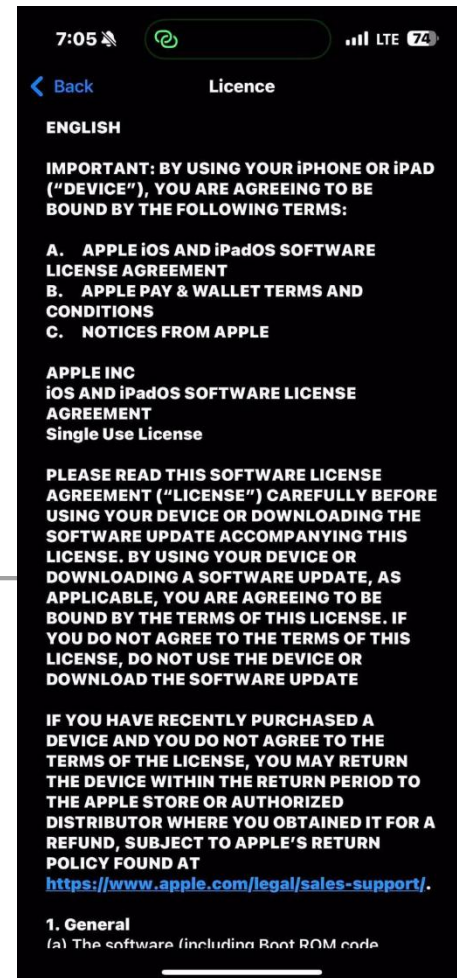 7:05 LTE 74
Back Licence
ENGLISH
IMPORTANT: BY USING YOUR iPHONE OR iPAD
(“DEVICE”), YOU ARE AGREEING TO BE
BOUND BY THE FOLLOWING TERMS:
A. APPLE iOS AND iPadOS SOFTWARE
LICENSE AGREEMENT
B. APPLE PAY & WALLET TERMS AND
CONDITIONS
C. NOTICES FROM APPLE
APPLE INC
iOS AND iPadOS SOFTWARE LICENSE
AGREEMENT
Single Use License
PLEASE READ THIS SOFTWARE LICENSE
AGREEMENT (“LICENSE”) CAREFULLY BEFORE
USING YOUR DEVICE OR DOWNLOADING THE
SOFTWARE UPDATE ACCOMPANYING THIS
LICENSE. BY USING YOUR DEVICE OR
DOWNLOADING A SOFTWARE UPDATE, AS
APPLICABLE, YOU ARE AGREEING TO BE
BOUND BY THE TERMS OF THIS LICENSE. IF
YOU DO NOT AGREE TO THE TERMS OF THIS
LICENSE, DO NOT USE THE DEVICE OR
DOWNLOAD THE SOFTWARE UPDATE
IF YOU HAVE RECENTLY PURCHASED A
DEVICE AND YOU DO NOT AGREE TO THE
TERMS OF THE LICENSE, YOU MAY RETURN
THE DEVICE WITHIN THE RETURN PERIOD TO
THE APPLE STORE OR AUTHORIZED
DISTRIBUTOR WHERE YOU OBTAINED IT FOR A
REFUND, SUBJECT TO APPLE’S RETURN
POLICY FOUND AT
https://www.apple.com/legal/sales-support/.
1. General
(a) The software (including Boot ROM code